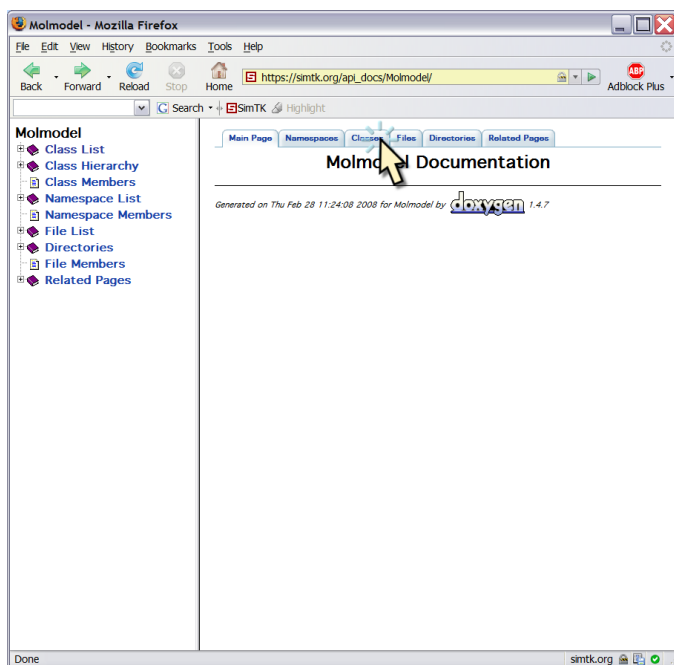 Molmodel - Mozilla Firefox
File Edit View History Bookmarks Tools Help
Back Forward Reload Stop Home https://simtk.org/api_docs/Molmodel/ ABP Adblock Plus
G Search SimTK Highlight
Molmodel
Class List
Class Hierarchy
Class Members
Namespace List
Namespace Members
File List
Directories
File Members
Related Pages
Main Page Namespaces Classes Files Directories Related Pages
Molmodel Documentation
Generated on Thu Feb 28 11:24:08 2008 for Molmodel by doxygen 1.4.7
Done simtk.org